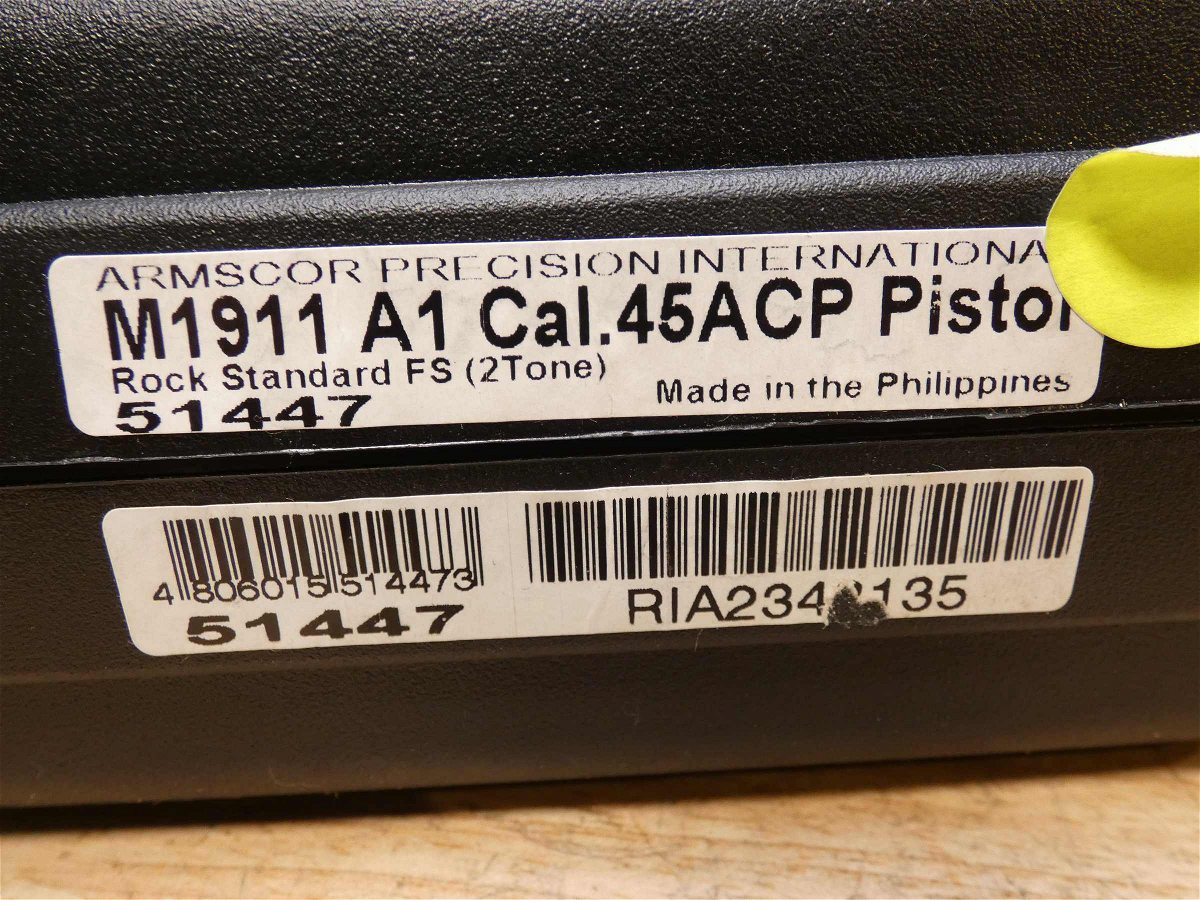 ARMSCOR PRECISION INTERNATIONA
M1911 A1 Cal.45ACP Pistol
Rock Standard FS (2Tone)
Made in the Philippines
51447
4 806015 514473
51447